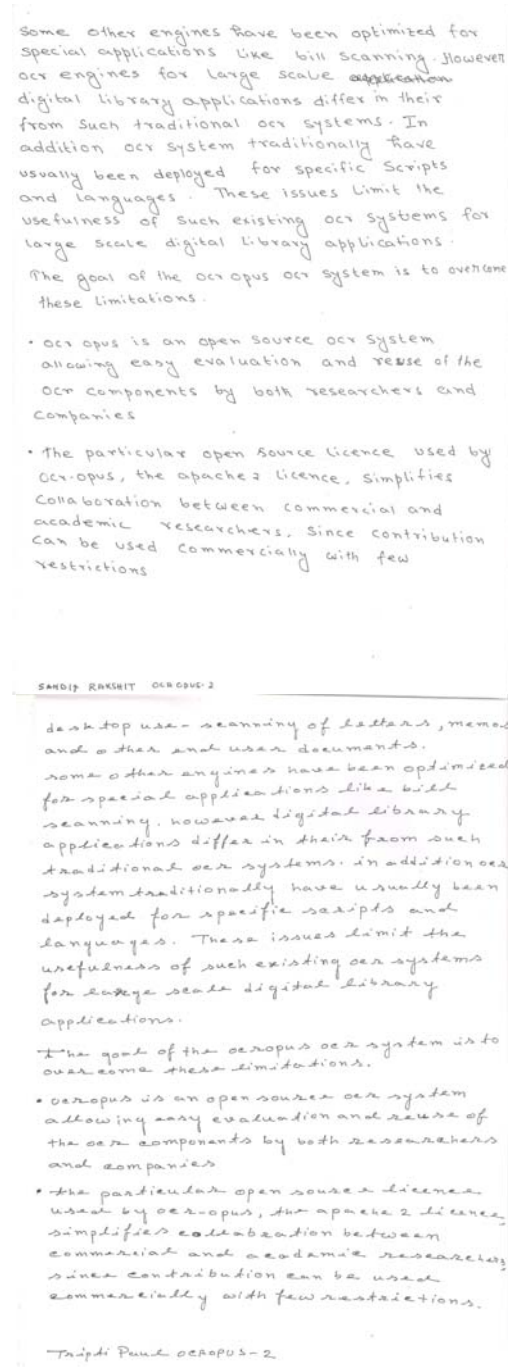 Some other engines have been optimized for
special applications like bill scanning. However
ocr engines for large scale
digital library applications differ in their
from such traditional ocr systems. In
addition ocr system traditionally have
usually been deployed for specific scripts
and languages. These issues limit the
usefulness of such existing ocr systems for
large scale digital library applications.
The goal of the ocr opus ocr system is to overcome
these limitations.
• ocr opus is an open source ocr system
allowing easy evaluation and reuse of the
ocr components by both researchers and
companies
• The particular open source licence used by
ocr-opus, the apache 2 licence, simplifies
collaboration between commercial and
academic researchers, since contribution
can be used commercially with few
restrictions
SANDIP RAKSHIT OCROPUS-2
desktop use - scanning of letters, memos
and other end user documents.
some other engines have been optimized
for special applications like bill
scanning. however digital library
applications differ in their from such
traditional ocr systems. in addition ocr
system traditionally have usually been
deployed for specific scripts and
languages. These issues limit the
usefulness of such existing ocr systems
for large scale digital library
applications.
The goal of the ocropus ocr system is to
overcome these limitations.
• ocropus is an open source ocr system
allowing easy evaluation and reuse of
the ocr components by both researchers
and companies
• the particular open source licence
used by ocr-opus, the apache 2 licence,
simplifies collabration between
commercial and academic researchers,
since contribution can be used
commercially with few restrictions.
Tripti Paul OCROPUS-2